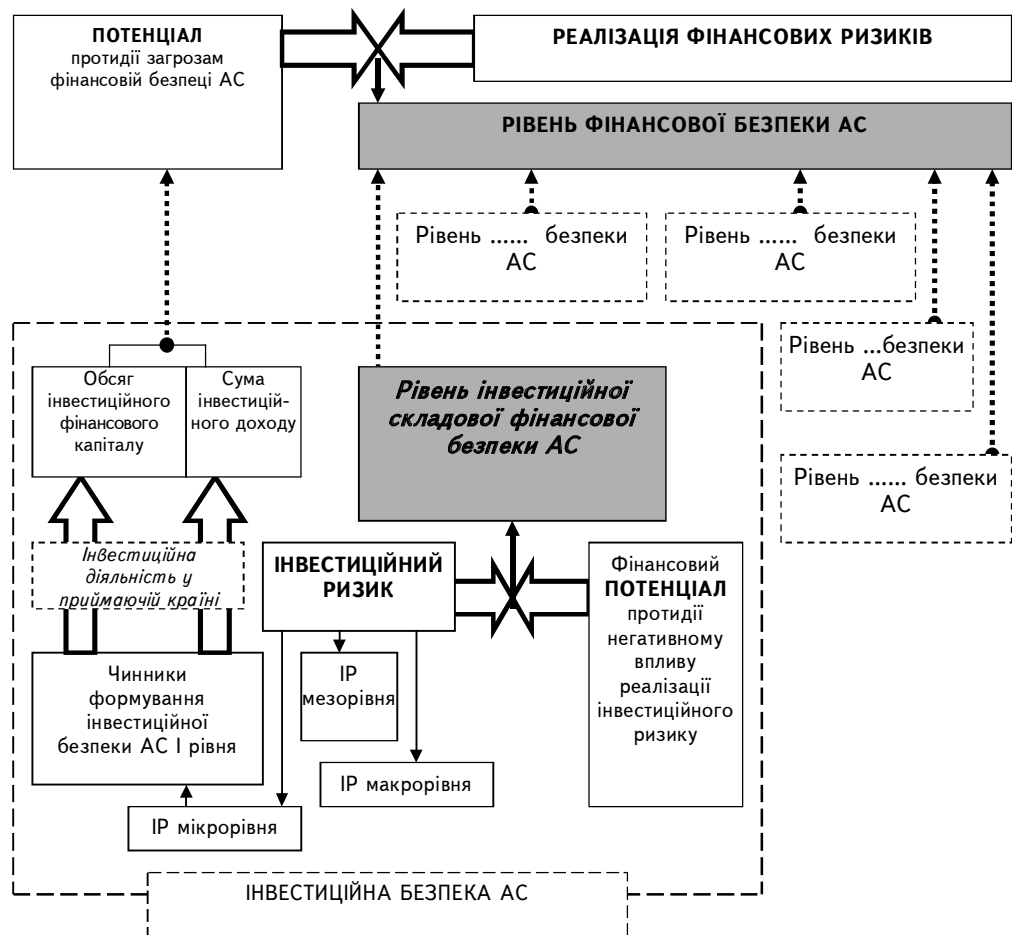 ПОТЕНЦІАЛ
протидії загрозам
фінансовій безпеці АС
РЕАЛІЗАЦІЯ ФІНАНСОВИХ РИЗИКІВ
РІВЕНЬ ФІНАНСОВОЇ БЕЗПЕКИ АС
Рівень ...... безпеки
АС
Рівень ...... безпеки
АС
Рівень ...безпеки
АС
Рівень ...... безпеки
АС
Обсяг
інвестиційного
фінансового
капіталу
Сума
інвестицій-
ного доходу
Рівень інвестиційної
складової фінансової
безпеки АС
Інвестиційна
діяльність у
приймаючій країні
ІНВЕСТИЦІЙНИЙ
РИЗИК
Фінансовий
ПОТЕНЦІАЛ
протидії
негативному
впливу
реалізації
інвестиційного
ризику
Чинники
формування
інвестиційної
безпеки АС І рівня
ІР
мезорівня
ІР макрорівня
ІР мікрорівня
ІНВЕСТИЦІЙНА БЕЗПЕКА АС